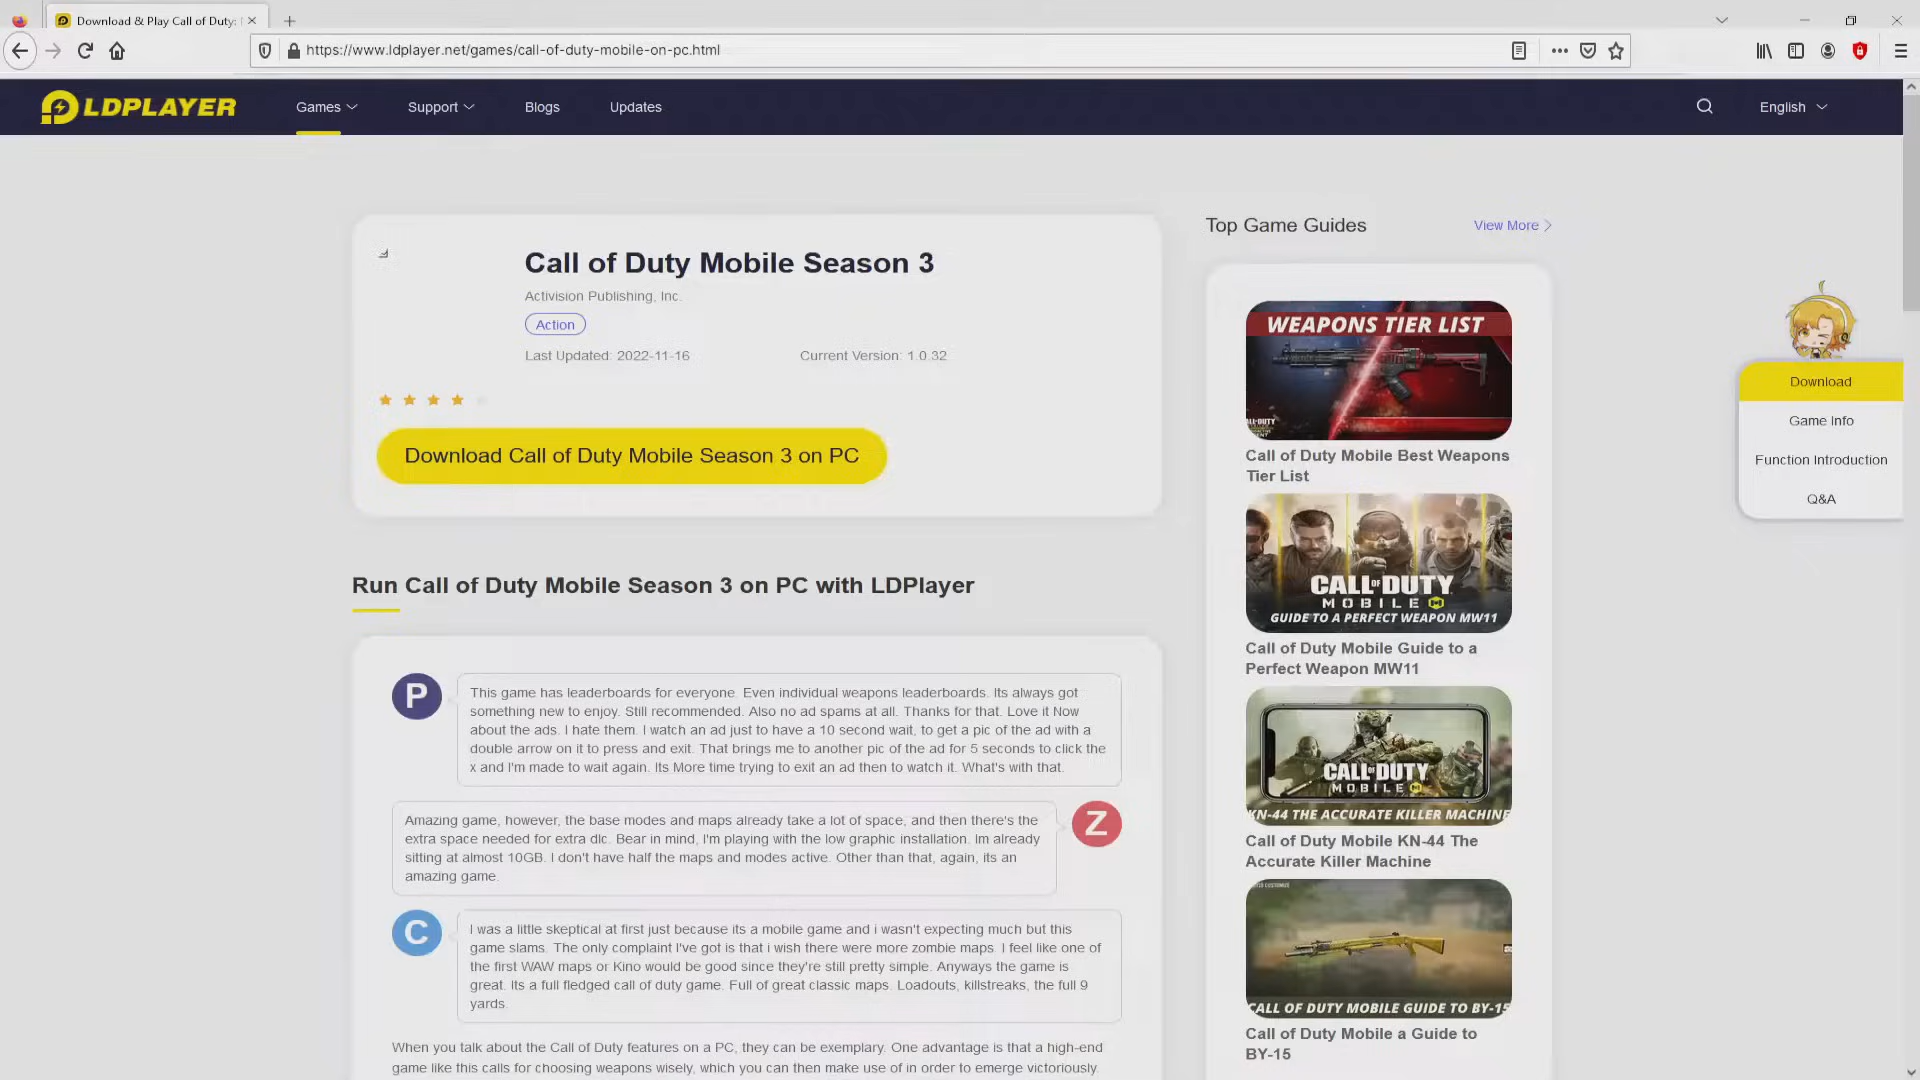 Download & Play Call of Duty:
https://www.ldplayer.net/games/call-of-duty-mobile-on-pc.html
LDPLAYER
Games
Support
Blogs
Updates
English
Call of Duty Mobile Season 3
Activision Publishing, Inc.
Action
Last Updated: 2022-11-16
Current Version: 1.0.32
Download Call of Duty Mobile Season 3 on PC
Run Call of Duty Mobile Season 3 on PC with LDPlayer
P
This game has leaderboards for everyone. Even individual weapons leaderboards. Its always got
something new to enjoy. Still recommended. Also no ad spams at all. Thanks for that. Love it Now
about the ads. I hate them. I watch an ad just to have a 10 second wait, to get a pic of the ad with a
double arrow on it to press and exit. That brings me to another pic of the ad for 5 seconds to click the
x and I'm made to wait again. Its More time trying to exit an ad then to watch it. What's with that.
Amazing game, however, the base modes and maps already take a lot of space, and then there's the
extra space needed for extra dlc. Bear in mind, I'm playing with the low graphic installation. Im already
sitting at almost 10GB. I don't have half the maps and modes active. Other than that, again, its an
amazing game.
Z
C
I was a little skeptical at first just because its a mobile game and i wasn't expecting much but this
game slams. The only complaint I've got is that i wish there were more zombie maps. I feel like one of
the first WAW maps or Kino would be good since they're still pretty simple. Anyways the game is
great. Its a full fledged call of duty game. Full of great classic maps. Loadouts, killstreaks, the full 9
yards.
When you talk about the Call of Duty features on a PC, they can be exemplary. One advantage is that a high-end
game like this calls for choosing weapons wisely, which you can then make use of in order to emerge victoriously.
Top Game Guides
View More
WEAPONS TIER LIST
Call of Duty Mobile Best Weapons
Tier List
CALL OF DUTY
MOBILE
GUIDE TO A PERFECT WEAPON MW11
Call of Duty Mobile Guide to a
Perfect Weapon MW11
CALL OF DUTY
MOBILE
KN-44 THE ACCURATE KILLER MACHINE
Call of Duty Mobile KN-44 The
Accurate Killer Machine
CALL OF DUTY MOBILE GUIDE TO BY-15
Call of Duty Mobile a Guide to
BY-15
Download
Game Info
Function Introduction
Q&A